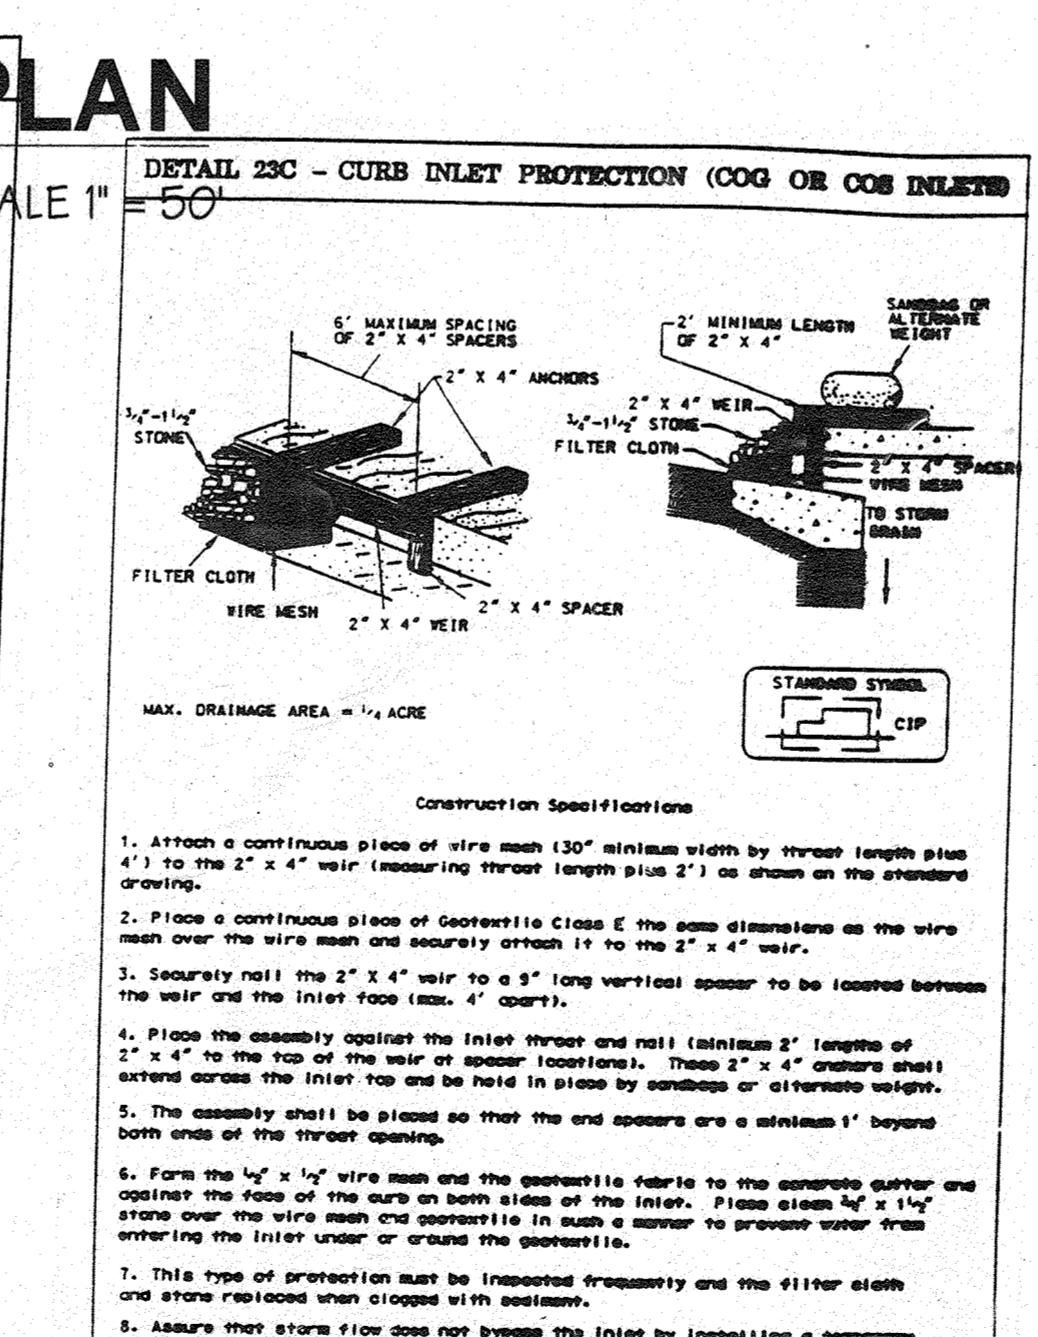 PLAN
DETAIL 23C - CURB INLET PROTECTION (COG OR COS INLETS)
ALE 1" = 50'
6' MAXIMUM SPACING
OF 2" X 4" SPACERS
2" X 4" ANCHORS
3/4"-1 1/2"
STONE
FILTER CLOTH
WIRE MESH
2" X 4" WEIR
2" X 4" SPACER
SANDBAG OR
ALTERNATE
WEIGHT
2' MINIMUM LENGTH
OF 2" X 4"
2" X 4" WEIR
3/4"-1 1/2" STONE
FILTER CLOTH
2" X 4" SPACER
WIRE MESH
TO STORM
DRAIN
MAX. DRAINAGE AREA = 1/4 ACRE
STANDARD SYMBOL
CIP
Construction Specifications
1. Attach a continuous piece of wire mesh (30" minimum width by throat length plus
4') to the 2" x 4" weir (measuring throat length plus 2') as shown on the standard
drawing.
2. Place a continuous piece of Geotextile Class E the same dimensions as the wire
mesh over the wire mesh and securely attach it to the 2" x 4" weir.
3. Securely nail the 2" X 4" weir to a 9" long vertical spacer to be located between
the weir and the inlet face (max. 4' apart).
4. Place the assembly against the inlet throat and nail (minimum 2' lengths of
2" x 4" to the top of the weir at spacer locations). These 2" x 4" anchors shall
extend across the inlet top and be held in place by sandbags or alternate weight.
5. The assembly shall be placed so that the end spacers are a minimum 1' beyond
both ends of the throat opening.
6. Form the 1/2" x 1/2" wire mesh and the geotextile fabric to the concrete gutter and
against the face of the curb on both sides of the inlet. Place clean 3/4" x 1 1/2"
stone over the wire mesh and geotextile in such a manner to prevent water from
entering the inlet under or around the geotextile.
7. This type of protection must be inspected frequently and the filter cloth
and stone replaced when clogged with sediment.
8. Assure that storm flow does not bypass the inlet by installing a temporary